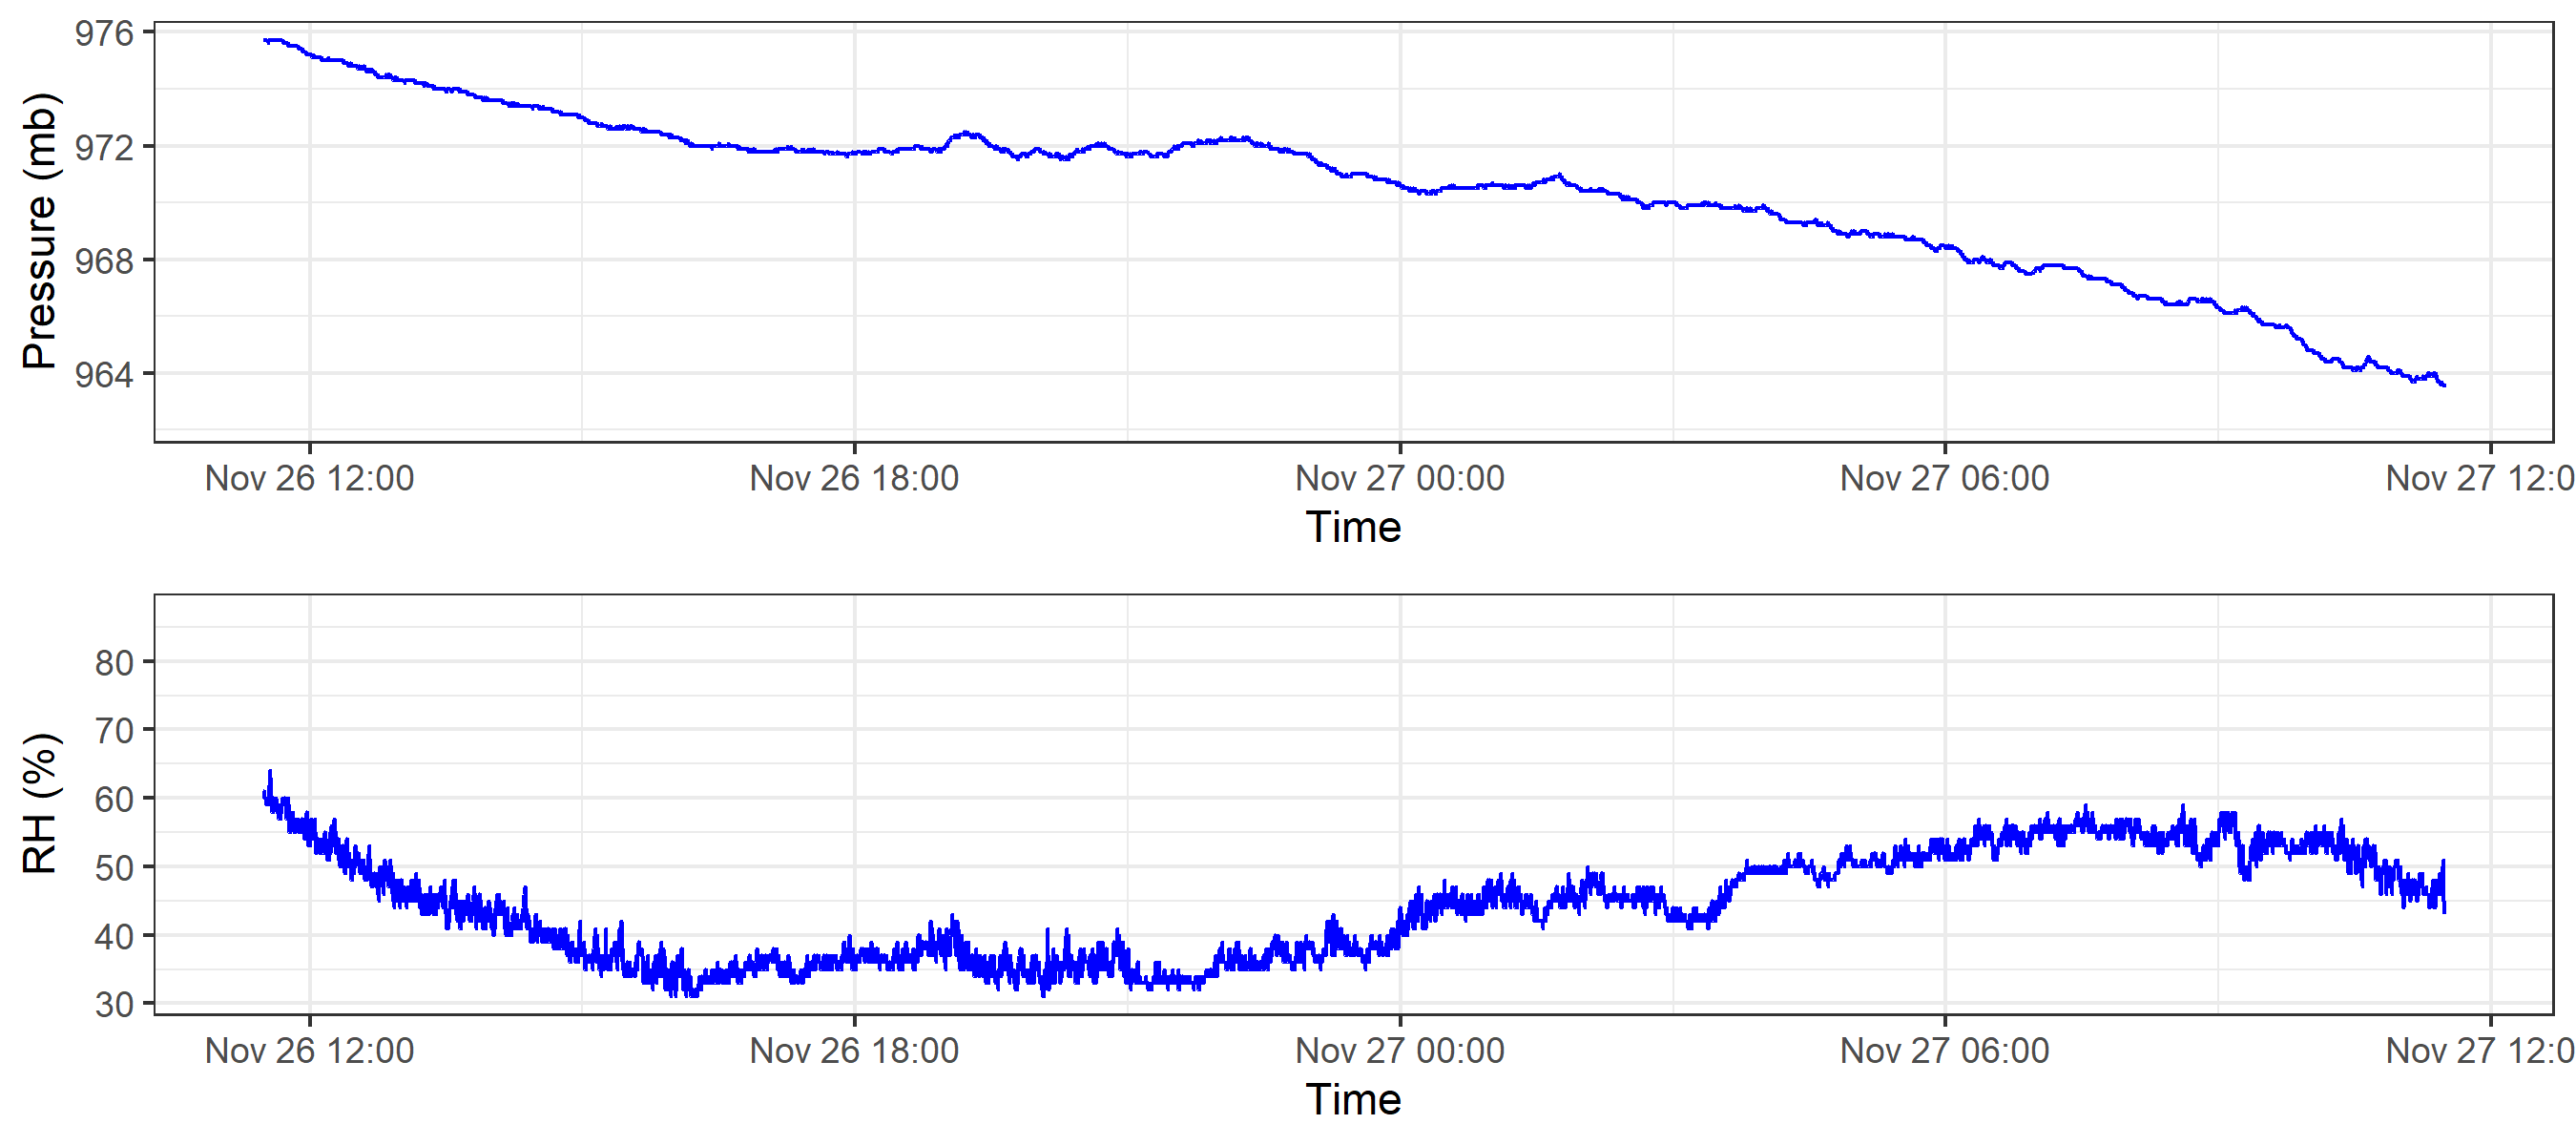 Pressure (mb)
976
972
968
964
Nov 26 12:00
Nov 26 18:00
Nov 27 00:00
Nov 27 06:00
Nov 27 12:0
Time
RH (%)
80
70
60
50
40
30
Nov 26 12:00
Nov 26 18:00
Nov 27 00:00
Nov 27 06:00
Nov 27 12:0
Time